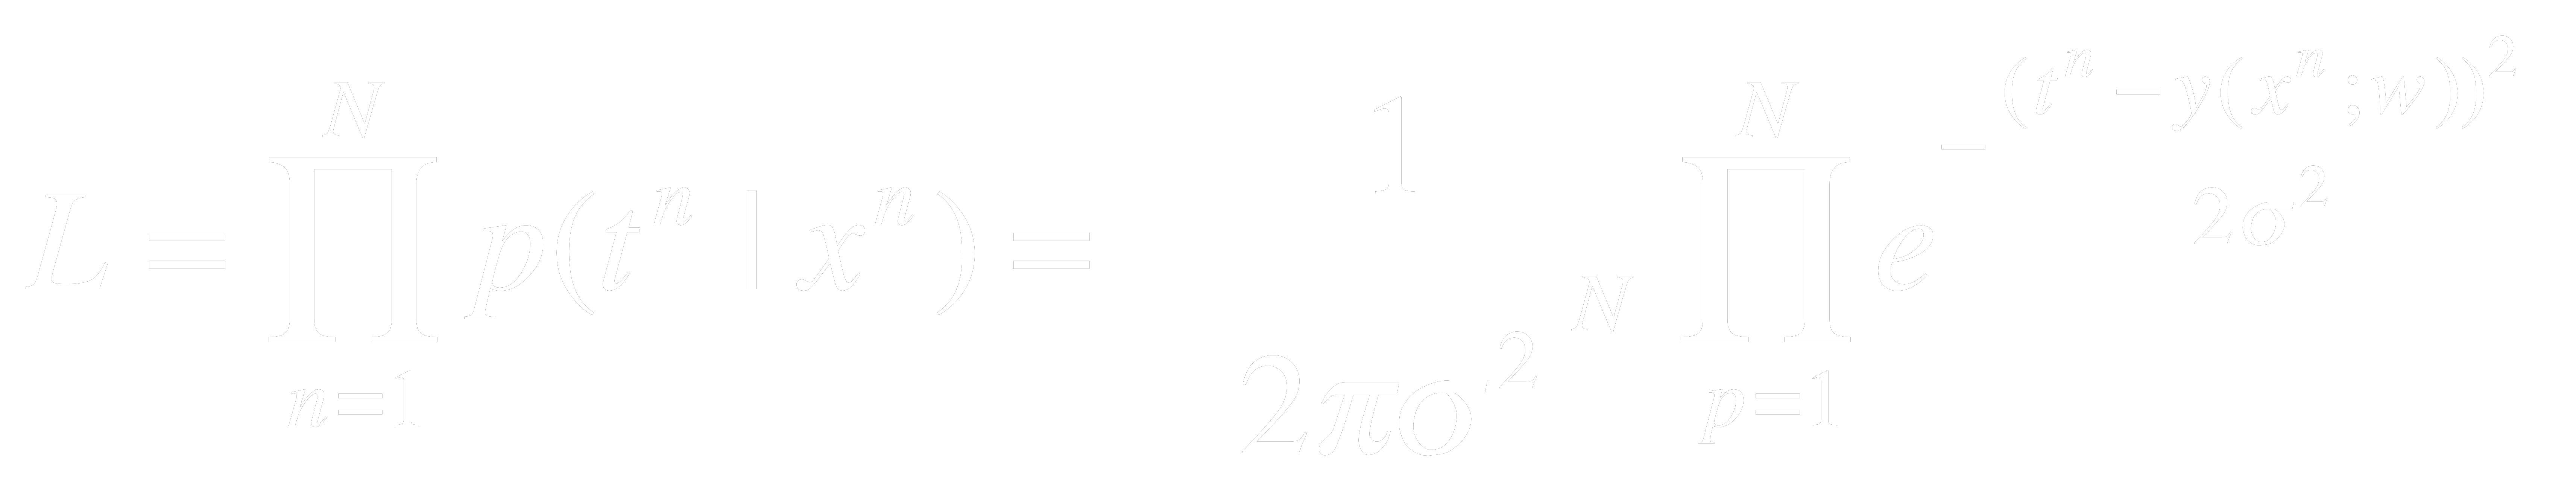 L = ∏_{n=1}^{N} p(t^n | x^n) = 1 / (2πσ^2)^N ∏_{p=1}^{N} e^{-(t^n - y(x^n; w))^2 / 2σ^2}